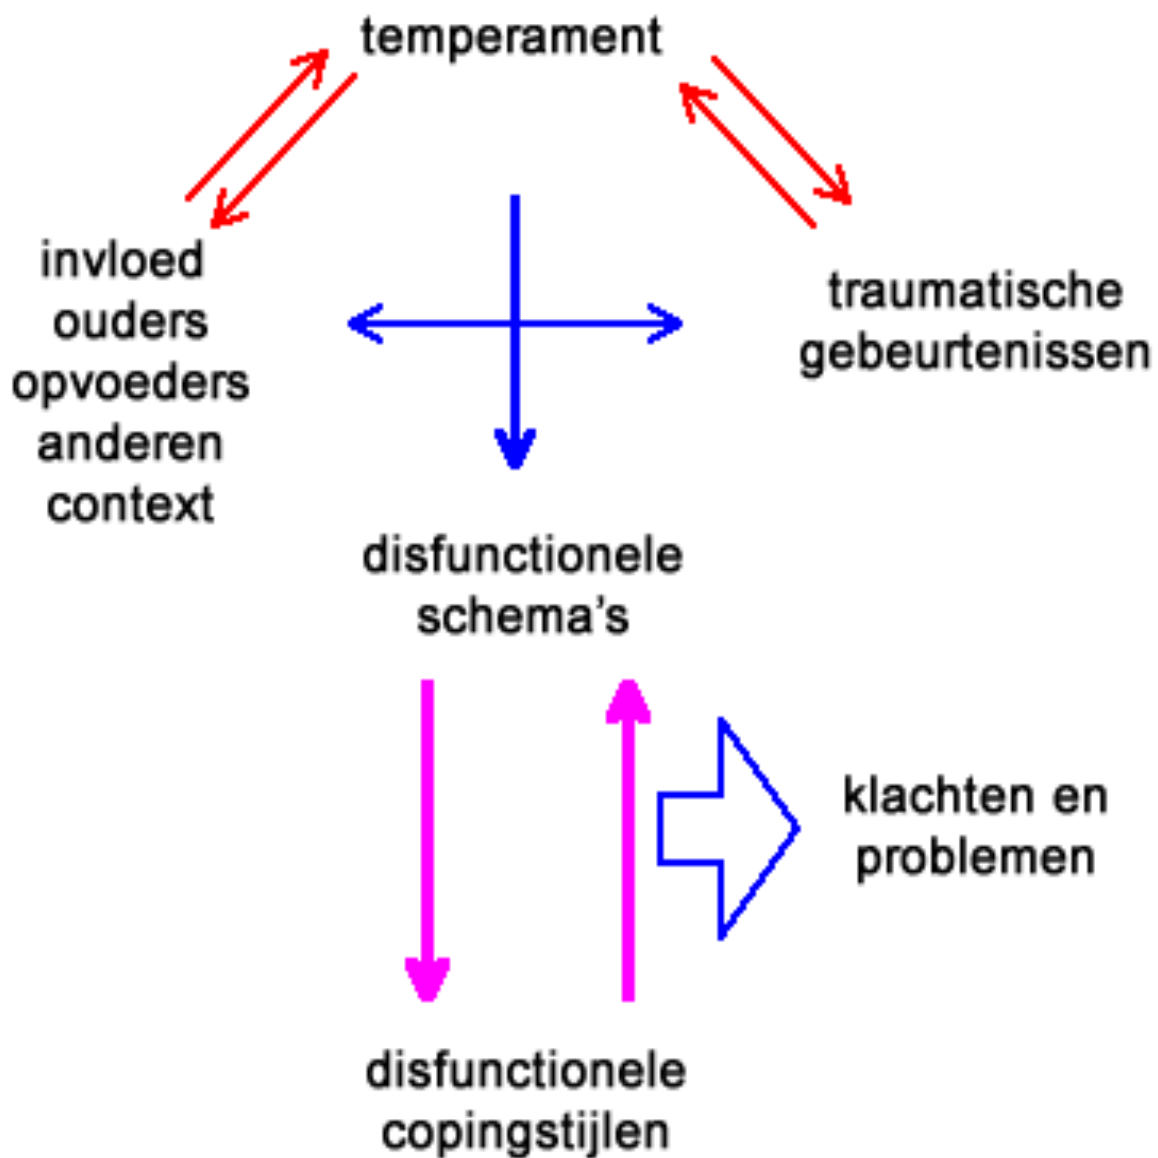 temperament
invloed
ouders
opvoeders
anderen
context
traumatische
gebeurtenissen
disfunctionele
schema's
klachten en
problemen
disfunctionele
copingstijlen